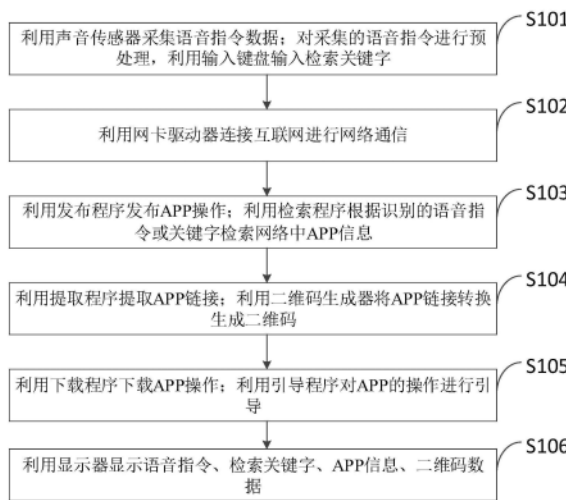 S101
利用声音传感器采集语音指令数据；对采集的语音指令进行预
处理，利用输入键盘输入检索关键字
S102
利用网卡驱动器连接互联网进行网络通信
S103
利用发布程序发布APP操作；利用检索程序根据识别的语音指
令或关键字检索网络中APP信息
S104
利用提取程序提取APP链接；利用二维码生成器将APP链接转换
生成二维码
S105
利用下载程序下载APP操作；利用引导程序对APP的操作进行引
导
S106
利用显示器显示语音指令、检索关键字、APP信息、二维码数
据